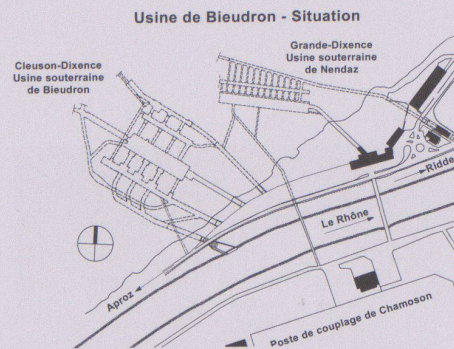 Usine de Bieudron - Situation
Grande-Dixence
Usine souterraine
de Nendaz
Cleuson-Dixence
Usine souterraine
de Bieudron
Ridde
Le Rhône
Aproz
Poste de couplage de Chamoson